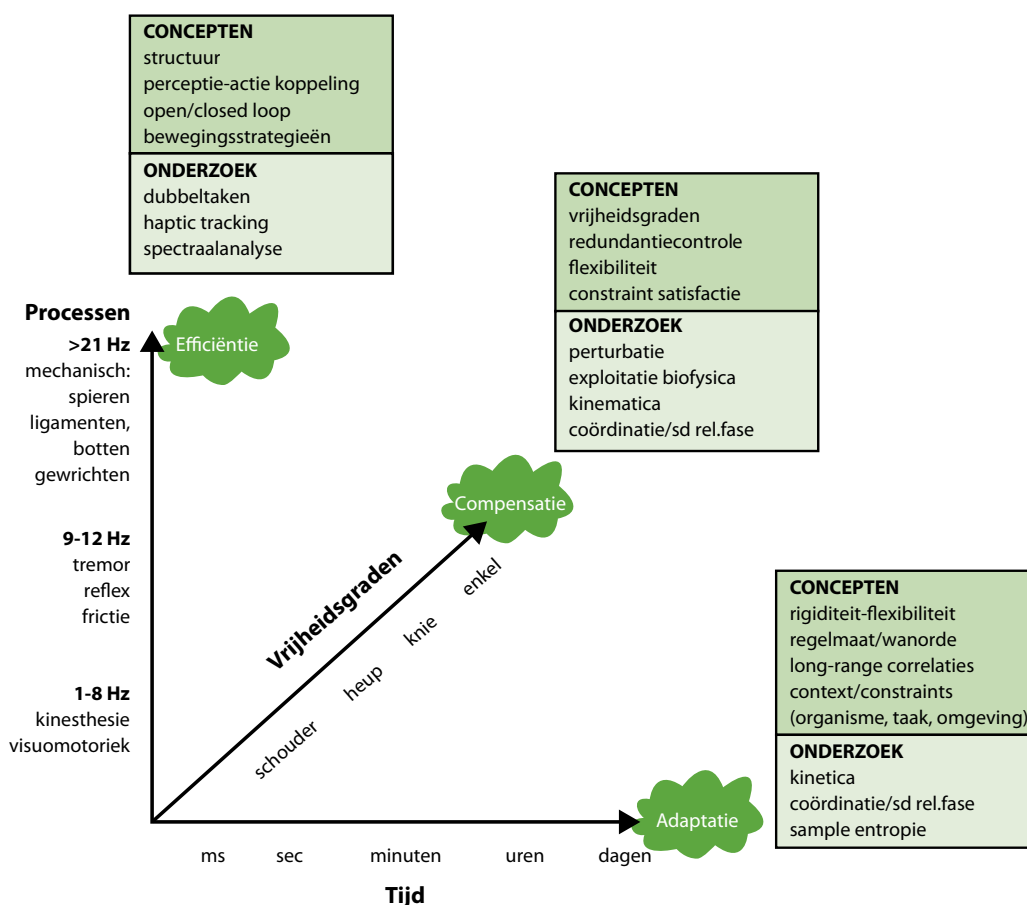 CONCEPTEN
structuur
perceptie-actie koppeling
open/closed loop
bewegingsstrategieën
ONDERZOEK
dubbeltaken
haptic tracking
spectraalanalyse
CONCEPTEN
vrijheidsgraden
redundantiecontrole
flexibiliteit
constraint satisfactie
ONDERZOEK
perturbatie
exploitatie biofysica
kinematica
coördinatie/sd rel.fase
Processen
>21 Hz
mechanisch:
spieren
ligamenten,
botten
gewrichten
9-12 Hz
tremor
reflex
frictie
1-8 Hz
kinesthesie
visuomotoriek
Efficiëntie
Compensatie
Vrijheidsgraden
schouder
heup
knie
enkel
CONCEPTEN
rigiditeit-flexibiliteit
regelmaat/wanorde
long-range correlaties
context/constraints
(organisme, taak, omgeving)
ONDERZOEK
kinetica
coördinatie/sd rel.fase
sample entropie
Adaptatie
ms sec minuten uren dagen
Tijd